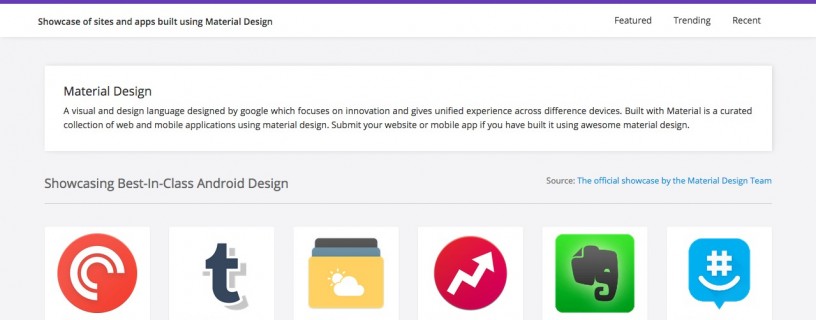 Showcase of sites and apps built using Material Design
Featured Trending Recent
Material Design
A visual and design language designed by google which focuses on innovation and gives unified experience across difference devices. Built with Material is a curated
collection of web and mobile applications using material design. Submit your website or mobile app if you have built it using awesome material design.
Showcasing Best-In-Class Android Design
Source: The official showcase by the Material Design Team
t
#